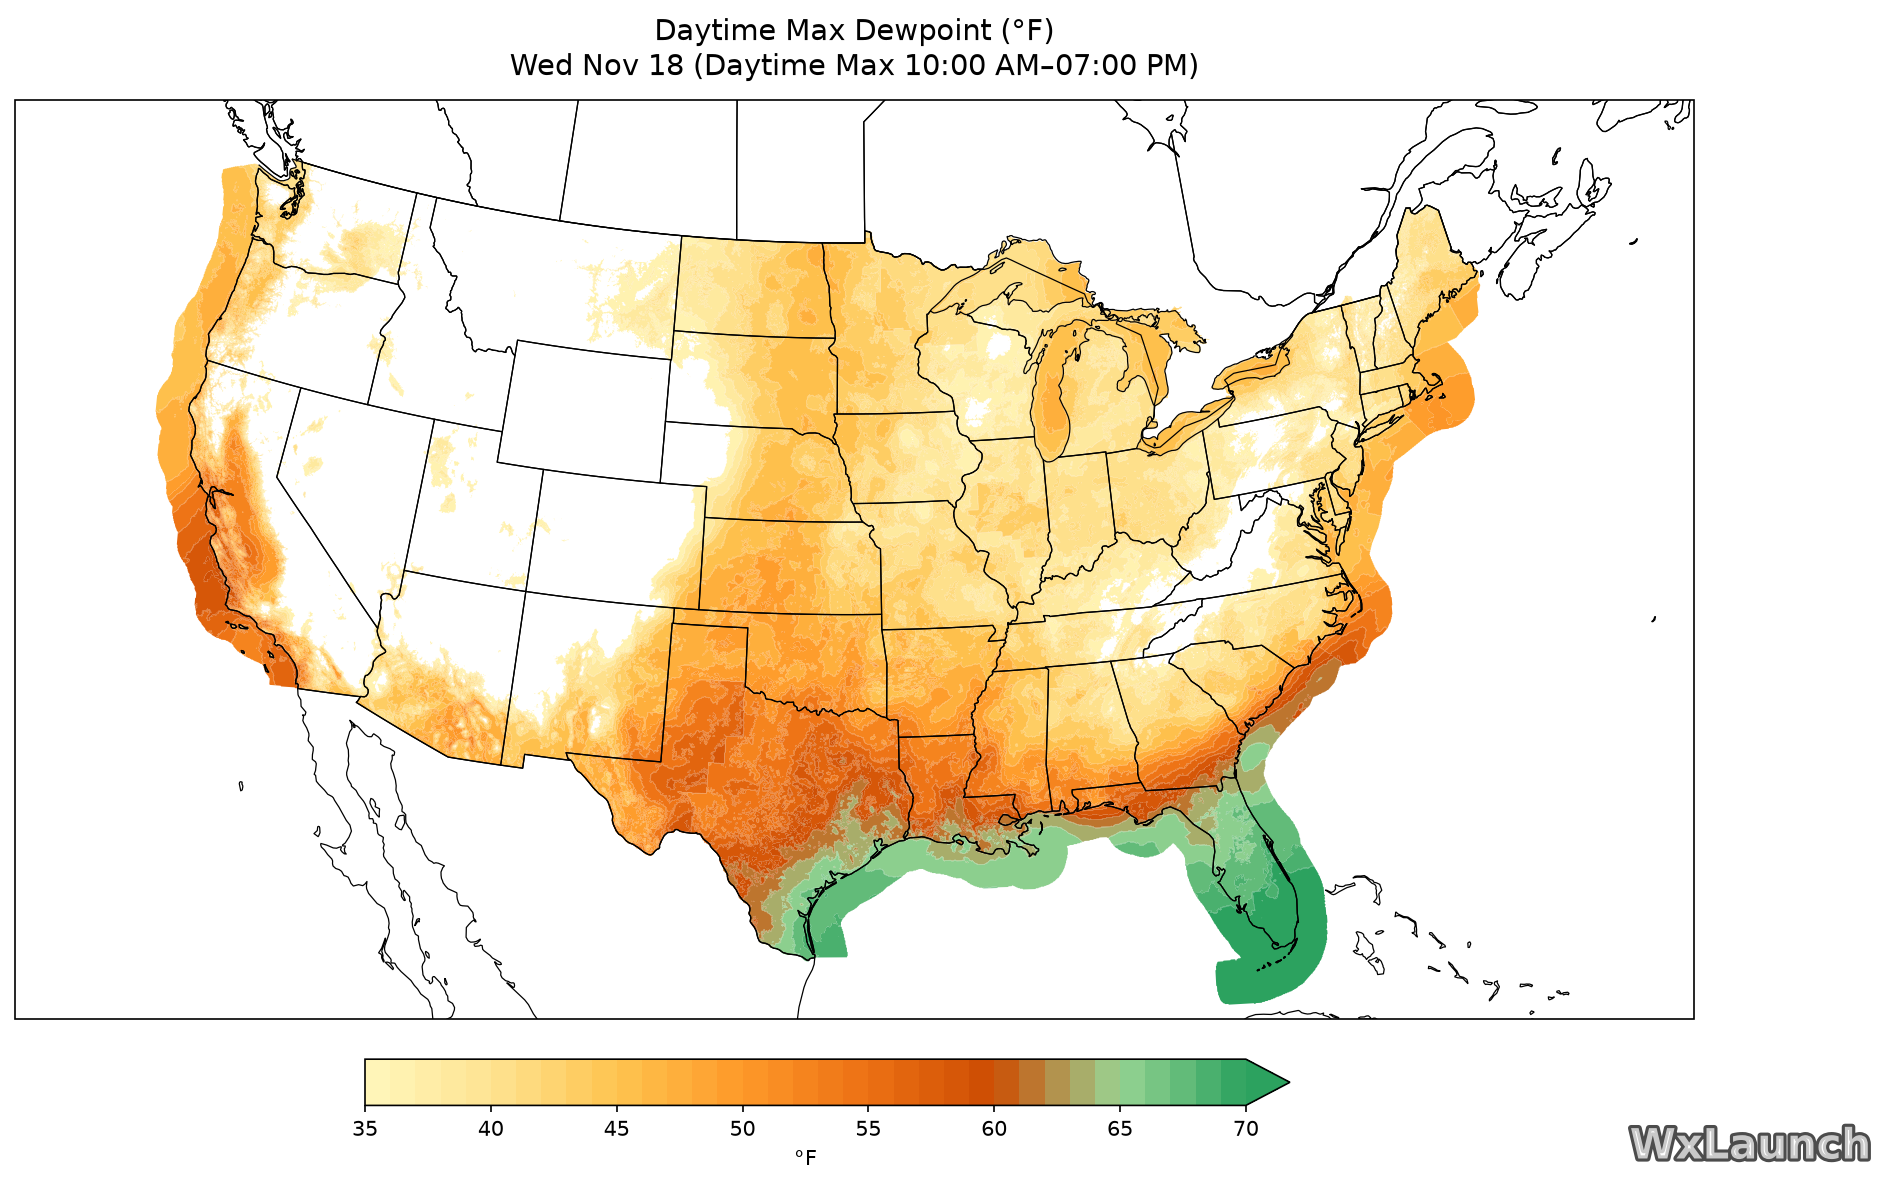 Daytime Max Dewpoint (°F)
Wed Nov 18 (Daytime Max 10:00 AM–07:00 PM)
35 40 45 50 55 60 65 70
°F
WxLaunch